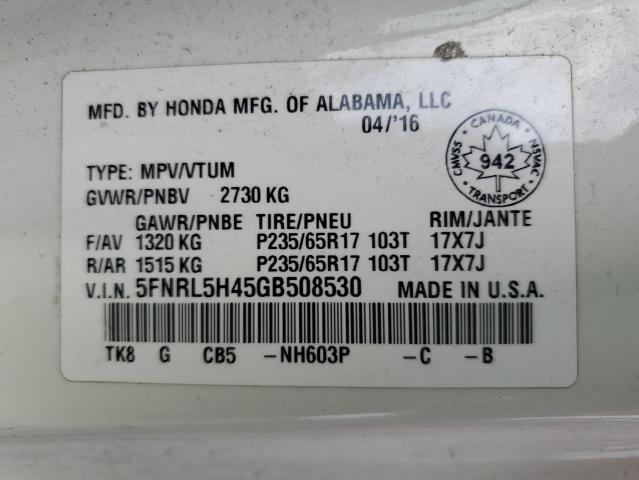 MFD. BY HONDA MFG. OF ALABAMA, LLC
04/'16
CANADA
CMVSS 942 NSVAC
TRANSPORT
TYPE: MPV/VTUM
GVWR/PNBV 2730 KG
GAWR/PNBE TIRE/PNEU RIM/JANTE
F/AV 1320 KG P235/65R17 103T 17X7J
R/AR 1515 KG P235/65R17 103T 17X7J
V.I.N. 5FNRL5H45GB508530 MADE IN U.S.A.
TK8 G CB5 -NH603P -C -B